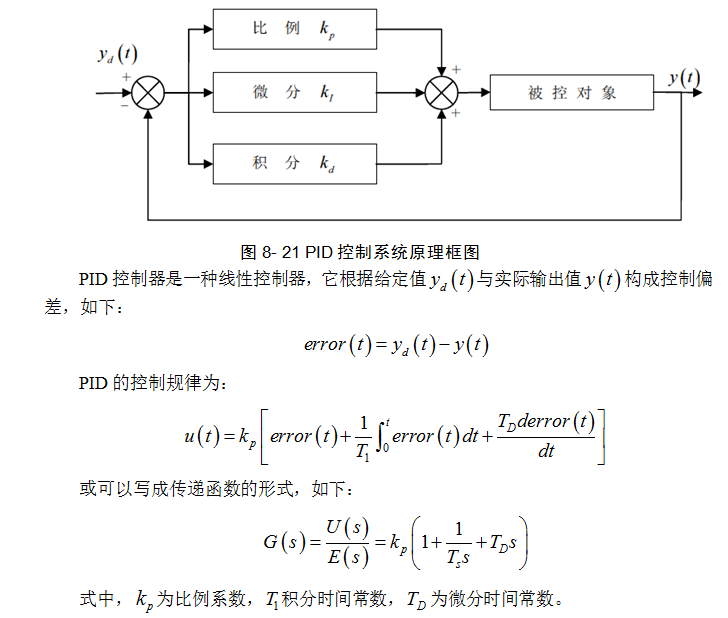 比 例 k_p
y_d(t)
+
+
y(t)
微 分 k_I
被 控 对 象
−
+
积 分 k_d
图 8- 21 PID 控制系统原理框图
PID 控制器是一种线性控制器，它根据给定值 y_d(t) 与实际输出值 y(t) 构成控制偏
差，如下：
error(t) = y_d(t) − y(t)
PID 的控制规律为：
u(t) = k_p[error(t) + 1/T_1 ∫_0^t error(t)dt + T_D derror(t)/dt]
或可以写成传递函数的形式，如下：
G(s) = U(s)/E(s) = k_p(1 + 1/(T_s s) + T_D s)
式中，k_p 为比例系数，T_1 积分时间常数，T_D 为微分时间常数。